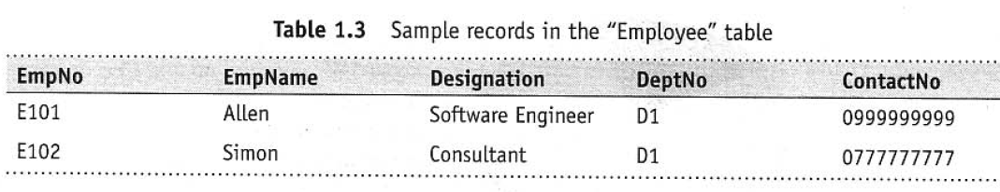 Table 1.3 Sample records in the “Employee” table
EmpNo EmpName Designation DeptNo ContactNo
E101 Allen Software Engineer D1 0999999999
E102 Simon Consultant D1 0777777777